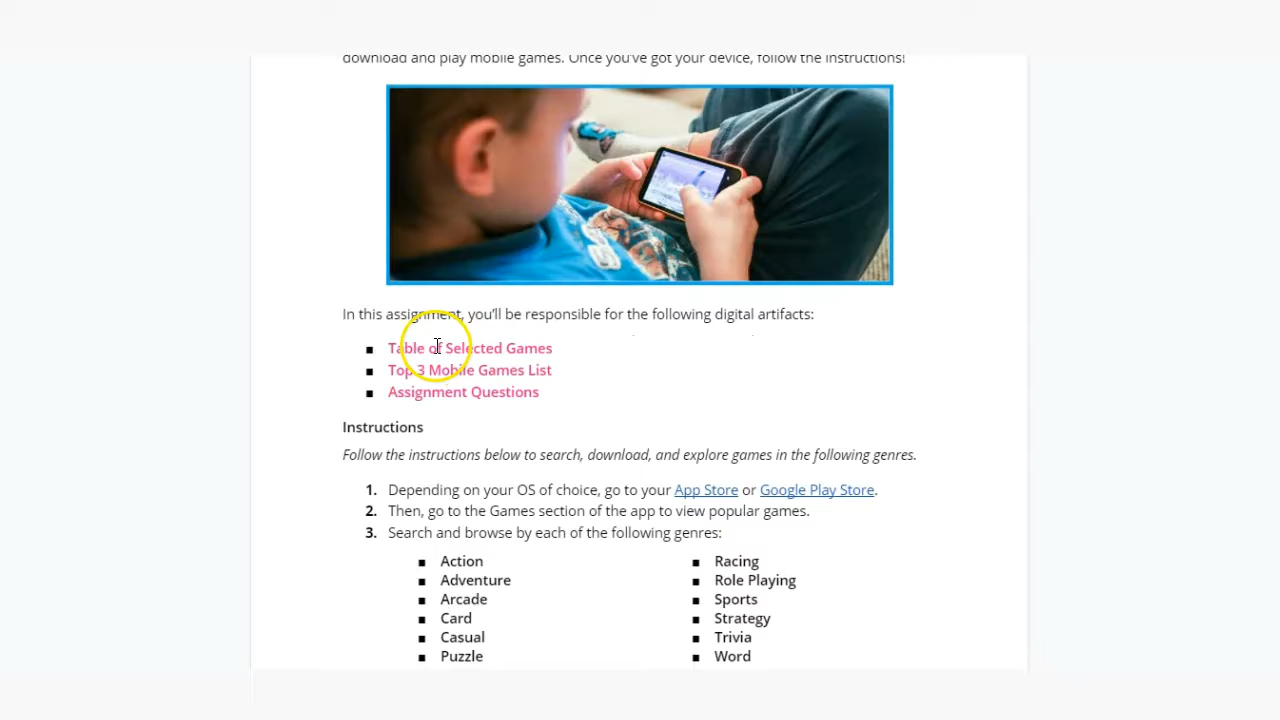 download and play mobile games. Once you've got your device, follow the instructions!
In this assignment, you'll be responsible for the following digital artifacts:
■ Table of Selected Games
■ Top 3 Mobile Games List
■ Assignment Questions
Instructions
Follow the instructions below to search, download, and explore games in the following genres.
1. Depending on your OS of choice, go to your App Store or Google Play Store.
2. Then, go to the Games section of the app to view popular games.
3. Search and browse by each of the following genres:
■ Action
■ Adventure
■ Arcade
■ Card
■ Casual
■ Puzzle
■ Racing
■ Role Playing
■ Sports
■ Strategy
■ Trivia
■ Word